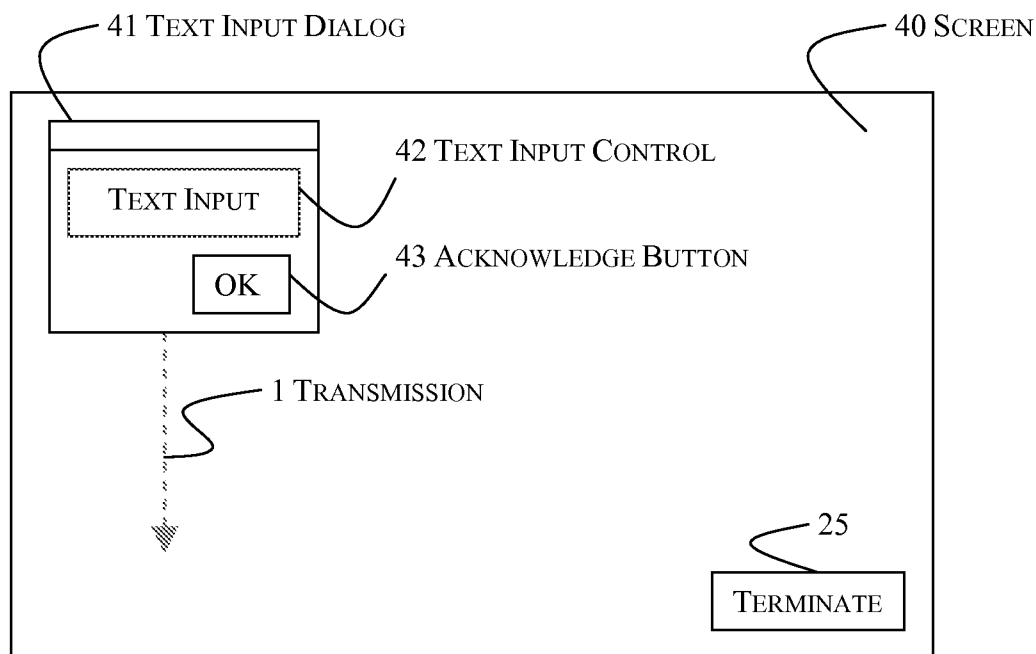 41 TEXT INPUT DIALOG
40 SCREEN
42 TEXT INPUT CONTROL
TEXT INPUT
43 ACKNOWLEDGE BUTTON
OK
1 TRANSMISSION
25
TERMINATE